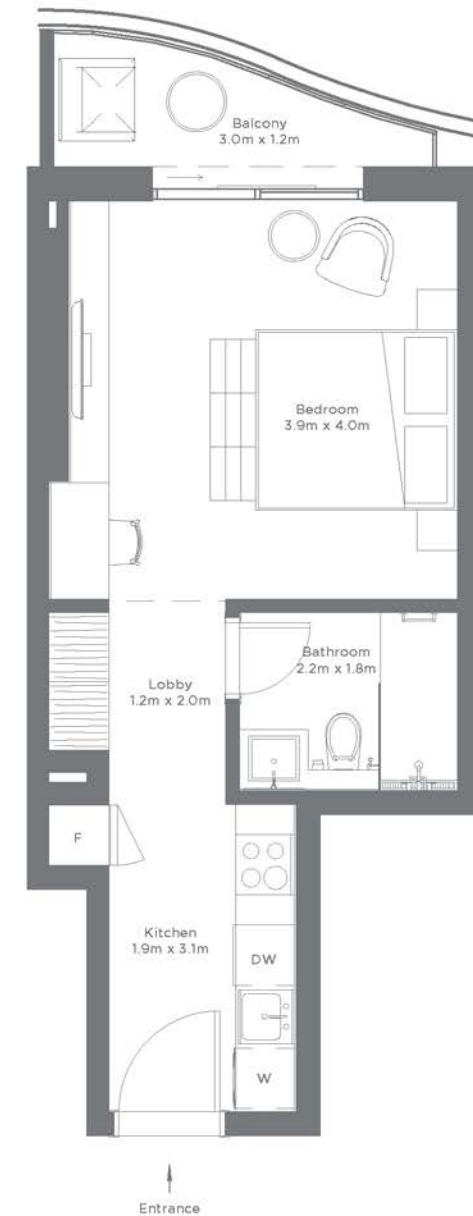 Balcony
3.0m x 1.2m
Bedroom
3.9m x 4.0m
Bathroom
2.2m x 1.8m
Lobby
1.2m x 2.0m
F
Kitchen
1.9m x 3.1m
DW
W
Entrance